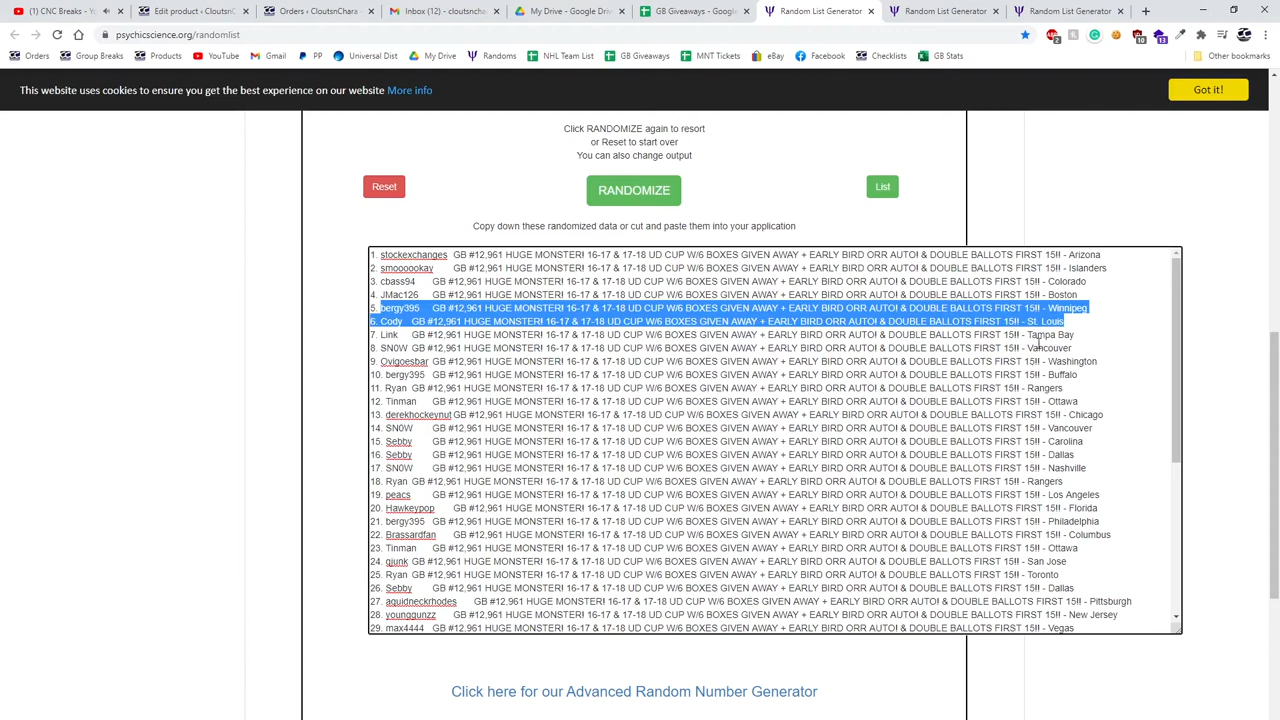 (1) CNC Breaks - Yo
Edit product ‹ CloutsnC
Orders ‹ CloutsnChara
Inbox (12) - cloutsnchar
My Drive - Google Drive
GB Giveaways - Google
Random List Generator
Random List Generator
Random List Generator
psychicscience.org/randomlist
Orders Group Breaks Products YouTube Gmail PP Universal Dist My Drive Randoms NHL Team List GB Giveaways MNT Tickets eBay Facebook Checklists GB Stats Other bookmarks
This website uses cookies to ensure you get the best experience on our website More info Got it!
Click RANDOMIZE again to resort
or Reset to start over
You can also change output
Reset RANDOMIZE List
Copy down these randomized data or cut and paste them into your application
1. stockexchanges GB #12,961 HUGE MONSTER! 16-17 & 17-18 UD CUP W/6 BOXES GIVEN AWAY + EARLY BIRD ORR AUTO! & DOUBLE BALLOTS FIRST 15!! - Arizona
2. smoooookay GB #12,961 HUGE MONSTER! 16-17 & 17-18 UD CUP W/6 BOXES GIVEN AWAY + EARLY BIRD ORR AUTO! & DOUBLE BALLOTS FIRST 15!! - Islanders
3. cbass94 GB #12,961 HUGE MONSTER! 16-17 & 17-18 UD CUP W/6 BOXES GIVEN AWAY + EARLY BIRD ORR AUTO! & DOUBLE BALLOTS FIRST 15!! - Colorado
4. JMac126 GB #12,961 HUGE MONSTER! 16-17 & 17-18 UD CUP W/6 BOXES GIVEN AWAY + EARLY BIRD ORR AUTO! & DOUBLE BALLOTS FIRST 15!! - Boston
5. bergy395 GB #12,961 HUGE MONSTER! 16-17 & 17-18 UD CUP W/6 BOXES GIVEN AWAY + EARLY BIRD ORR AUTO! & DOUBLE BALLOTS FIRST 15!! - Winnipeg
6. Cody GB #12,961 HUGE MONSTER! 16-17 & 17-18 UD CUP W/6 BOXES GIVEN AWAY + EARLY BIRD ORR AUTO! & DOUBLE BALLOTS FIRST 15!! - St. Louis
7. Link GB #12,961 HUGE MONSTER! 16-17 & 17-18 UD CUP W/6 BOXES GIVEN AWAY + EARLY BIRD ORR AUTO! & DOUBLE BALLOTS FIRST 15!! - Tampa Bay
8. SN0W GB #12,961 HUGE MONSTER! 16-17 & 17-18 UD CUP W/6 BOXES GIVEN AWAY + EARLY BIRD ORR AUTO! & DOUBLE BALLOTS FIRST 15!! - Vancouver
9. Ovigoesbar GB #12,961 HUGE MONSTER! 16-17 & 17-18 UD CUP W/6 BOXES GIVEN AWAY + EARLY BIRD ORR AUTO! & DOUBLE BALLOTS FIRST 15!! - Washington
10. bergy395 GB #12,961 HUGE MONSTER! 16-17 & 17-18 UD CUP W/6 BOXES GIVEN AWAY + EARLY BIRD ORR AUTO! & DOUBLE BALLOTS FIRST 15!! - Buffalo
11. Ryan GB #12,961 HUGE MONSTER! 16-17 & 17-18 UD CUP W/6 BOXES GIVEN AWAY + EARLY BIRD ORR AUTO! & DOUBLE BALLOTS FIRST 15!! - Rangers
12. Tinman GB #12,961 HUGE MONSTER! 16-17 & 17-18 UD CUP W/6 BOXES GIVEN AWAY + EARLY BIRD ORR AUTO! & DOUBLE BALLOTS FIRST 15!! - Ottawa
13. derekhockeynut GB #12,961 HUGE MONSTER! 16-17 & 17-18 UD CUP W/6 BOXES GIVEN AWAY + EARLY BIRD ORR AUTO! & DOUBLE BALLOTS FIRST 15!! - Chicago
14. SN0W GB #12,961 HUGE MONSTER! 16-17 & 17-18 UD CUP W/6 BOXES GIVEN AWAY + EARLY BIRD ORR AUTO! & DOUBLE BALLOTS FIRST 15!! - Vancouver
15. Sebby GB #12,961 HUGE MONSTER! 16-17 & 17-18 UD CUP W/6 BOXES GIVEN AWAY + EARLY BIRD ORR AUTO! & DOUBLE BALLOTS FIRST 15!! - Carolina
16. Sebby GB #12,961 HUGE MONSTER! 16-17 & 17-18 UD CUP W/6 BOXES GIVEN AWAY + EARLY BIRD ORR AUTO! & DOUBLE BALLOTS FIRST 15!! - Dallas
17. SN0W GB #12,961 HUGE MONSTER! 16-17 & 17-18 UD CUP W/6 BOXES GIVEN AWAY + EARLY BIRD ORR AUTO! & DOUBLE BALLOTS FIRST 15!! - Nashville
18. Ryan GB #12,961 HUGE MONSTER! 16-17 & 17-18 UD CUP W/6 BOXES GIVEN AWAY + EARLY BIRD ORR AUTO! & DOUBLE BALLOTS FIRST 15!! - Rangers
19. peacs GB #12,961 HUGE MONSTER! 16-17 & 17-18 UD CUP W/6 BOXES GIVEN AWAY + EARLY BIRD ORR AUTO! & DOUBLE BALLOTS FIRST 15!! - Los Angeles
20. Hawkeypop GB #12,961 HUGE MONSTER! 16-17 & 17-18 UD CUP W/6 BOXES GIVEN AWAY + EARLY BIRD ORR AUTO! & DOUBLE BALLOTS FIRST 15!! - Florida
21. bergy395 GB #12,961 HUGE MONSTER! 16-17 & 17-18 UD CUP W/6 BOXES GIVEN AWAY + EARLY BIRD ORR AUTO! & DOUBLE BALLOTS FIRST 15!! - Philadelphia
22. Brassardfan GB #12,961 HUGE MONSTER! 16-17 & 17-18 UD CUP W/6 BOXES GIVEN AWAY + EARLY BIRD ORR AUTO! & DOUBLE BALLOTS FIRST 15!! - Columbus
23. Tinman GB #12,961 HUGE MONSTER! 16-17 & 17-18 UD CUP W/6 BOXES GIVEN AWAY + EARLY BIRD ORR AUTO! & DOUBLE BALLOTS FIRST 15!! - Ottawa
24. gjunk GB #12,961 HUGE MONSTER! 16-17 & 17-18 UD CUP W/6 BOXES GIVEN AWAY + EARLY BIRD ORR AUTO! & DOUBLE BALLOTS FIRST 15!! - San Jose
25. Ryan GB #12,961 HUGE MONSTER! 16-17 & 17-18 UD CUP W/6 BOXES GIVEN AWAY + EARLY BIRD ORR AUTO! & DOUBLE BALLOTS FIRST 15!! - Toronto
26. Sebby GB #12,961 HUGE MONSTER! 16-17 & 17-18 UD CUP W/6 BOXES GIVEN AWAY + EARLY BIRD ORR AUTO! & DOUBLE BALLOTS FIRST 15!! - Dallas
27. aquidneckrhodes GB #12,961 HUGE MONSTER! 16-17 & 17-18 UD CUP W/6 BOXES GIVEN AWAY + EARLY BIRD ORR AUTO! & DOUBLE BALLOTS FIRST 15!! - Pittsburgh
28. younggunzz GB #12,961 HUGE MONSTER! 16-17 & 17-18 UD CUP W/6 BOXES GIVEN AWAY + EARLY BIRD ORR AUTO! & DOUBLE BALLOTS FIRST 15!! - New Jersey
29. max4444 GB #12,961 HUGE MONSTER! 16-17 & 17-18 UD CUP W/6 BOXES GIVEN AWAY + EARLY BIRD ORR AUTO! & DOUBLE BALLOTS FIRST 15!! - Vegas
Click here for our Advanced Random Number Generator